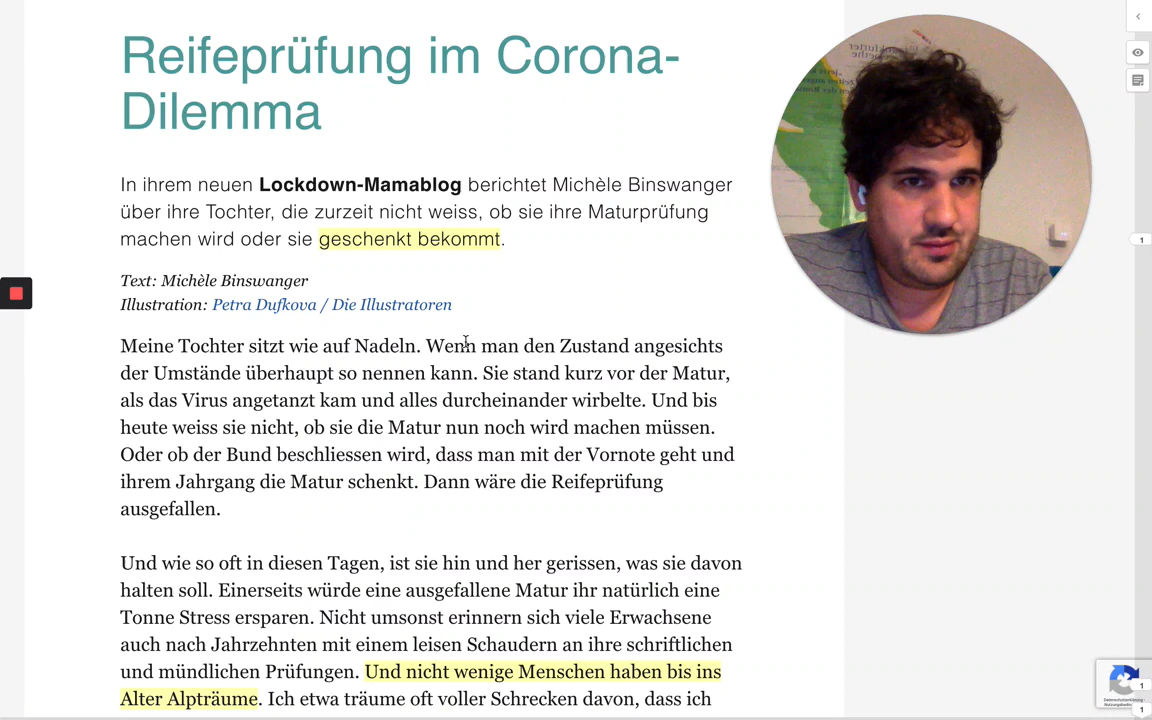 Reifeprüfung im Corona-
Dilemma
In ihrem neuen Lockdown-Mamablog berichtet Michèle Binswanger
über ihre Tochter, die zurzeit nicht weiss, ob sie ihre Maturprüfung
machen wird oder sie geschenkt bekommt.
Text: Michèle Binswanger
Illustration: Petra Dufkova / Die Illustratoren
Meine Tochter sitzt wie auf Nadeln. Wenn man den Zustand angesichts
der Umstände überhaupt so nennen kann. Sie stand kurz vor der Matur,
als das Virus angetanzt kam und alles durcheinander wirbelte. Und bis
heute weiss sie nicht, ob sie die Matur nun noch wird machen müssen.
Oder ob der Bund beschliessen wird, dass man mit der Vornote geht und
ihrem Jahrgang die Matur schenkt. Dann wäre die Reifeprüfung
ausgefallen.
Und wie so oft in diesen Tagen, ist sie hin und her gerissen, was sie davon
halten soll. Einerseits würde eine ausgefallene Matur ihr natürlich eine
Tonne Stress ersparen. Nicht umsonst erinnern sich viele Erwachsene
auch nach Jahrzehnten mit einem leisen Schaudern an ihre schriftlichen
und mündlichen Prüfungen. Und nicht wenige Menschen haben bis ins
Alter Alpträume. Ich etwa träume oft voller Schrecken davon, dass ich
1
1
1